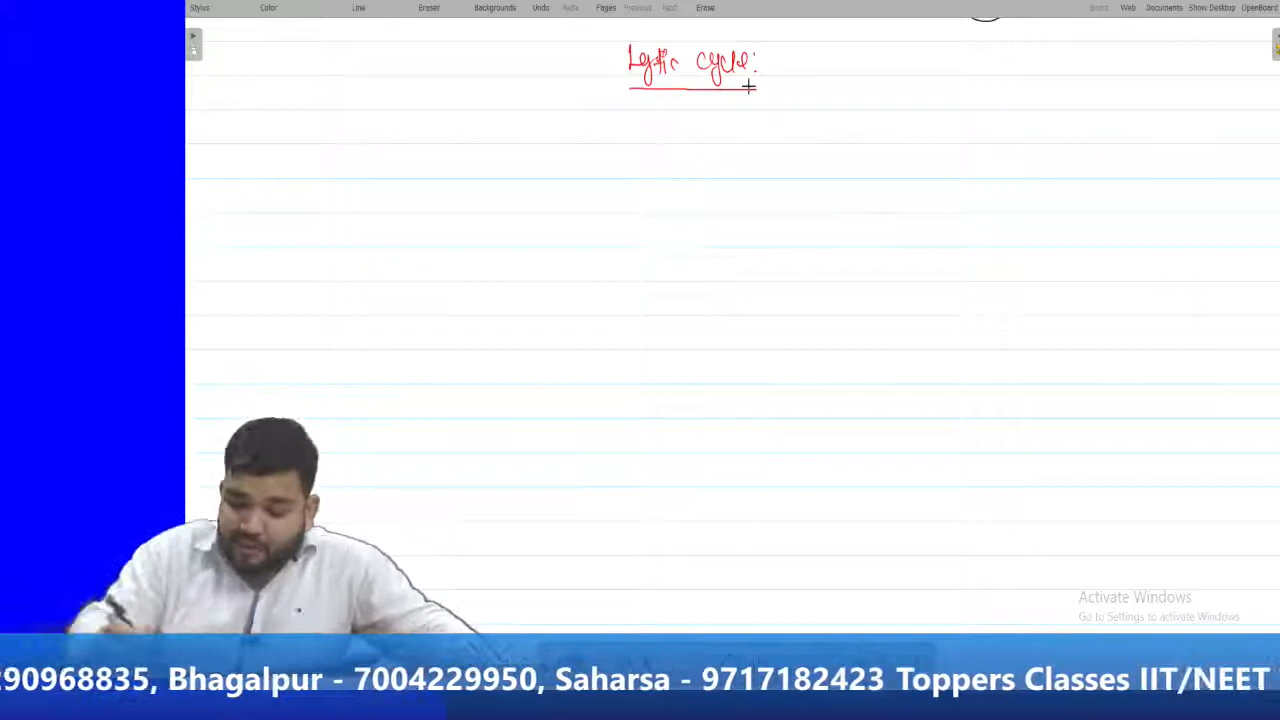 Stylus Color Line Eraser Backgrounds Undo Redo Pages Previous Next Erase Board Web Documents Show Desktop OpenBoard
Lytic cycle:
Activate Windows
Go to Settings to activate Windows
290968835, Bhagalpur - 7004229950, Saharsa - 9717182423 Toppers Classes IIT/NEET